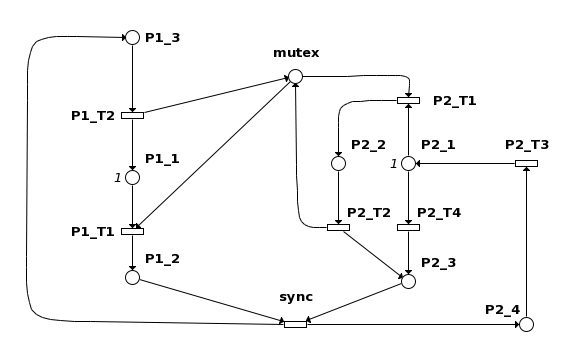 P1_3
mutex
P1_T2
P2_T1
P1_1
P2_2
P2_1
P2_T3
1
1
P2_T2
P2_T4
P1_T1
P1_2
P2_3
sync
P2_4